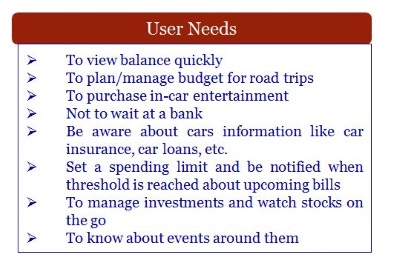 User Needs
➢ To view balance quickly
➢ To plan/manage budget for road trips
➢ To purchase in-car entertainment
➢ Not to wait at a bank
➢ Be aware about cars information like car
insurance, car loans, etc.
➢ Set a spending limit and be notified when
threshold is reached about upcoming bills
➢ To manage investments and watch stocks on
the go
➢ To know about events around them